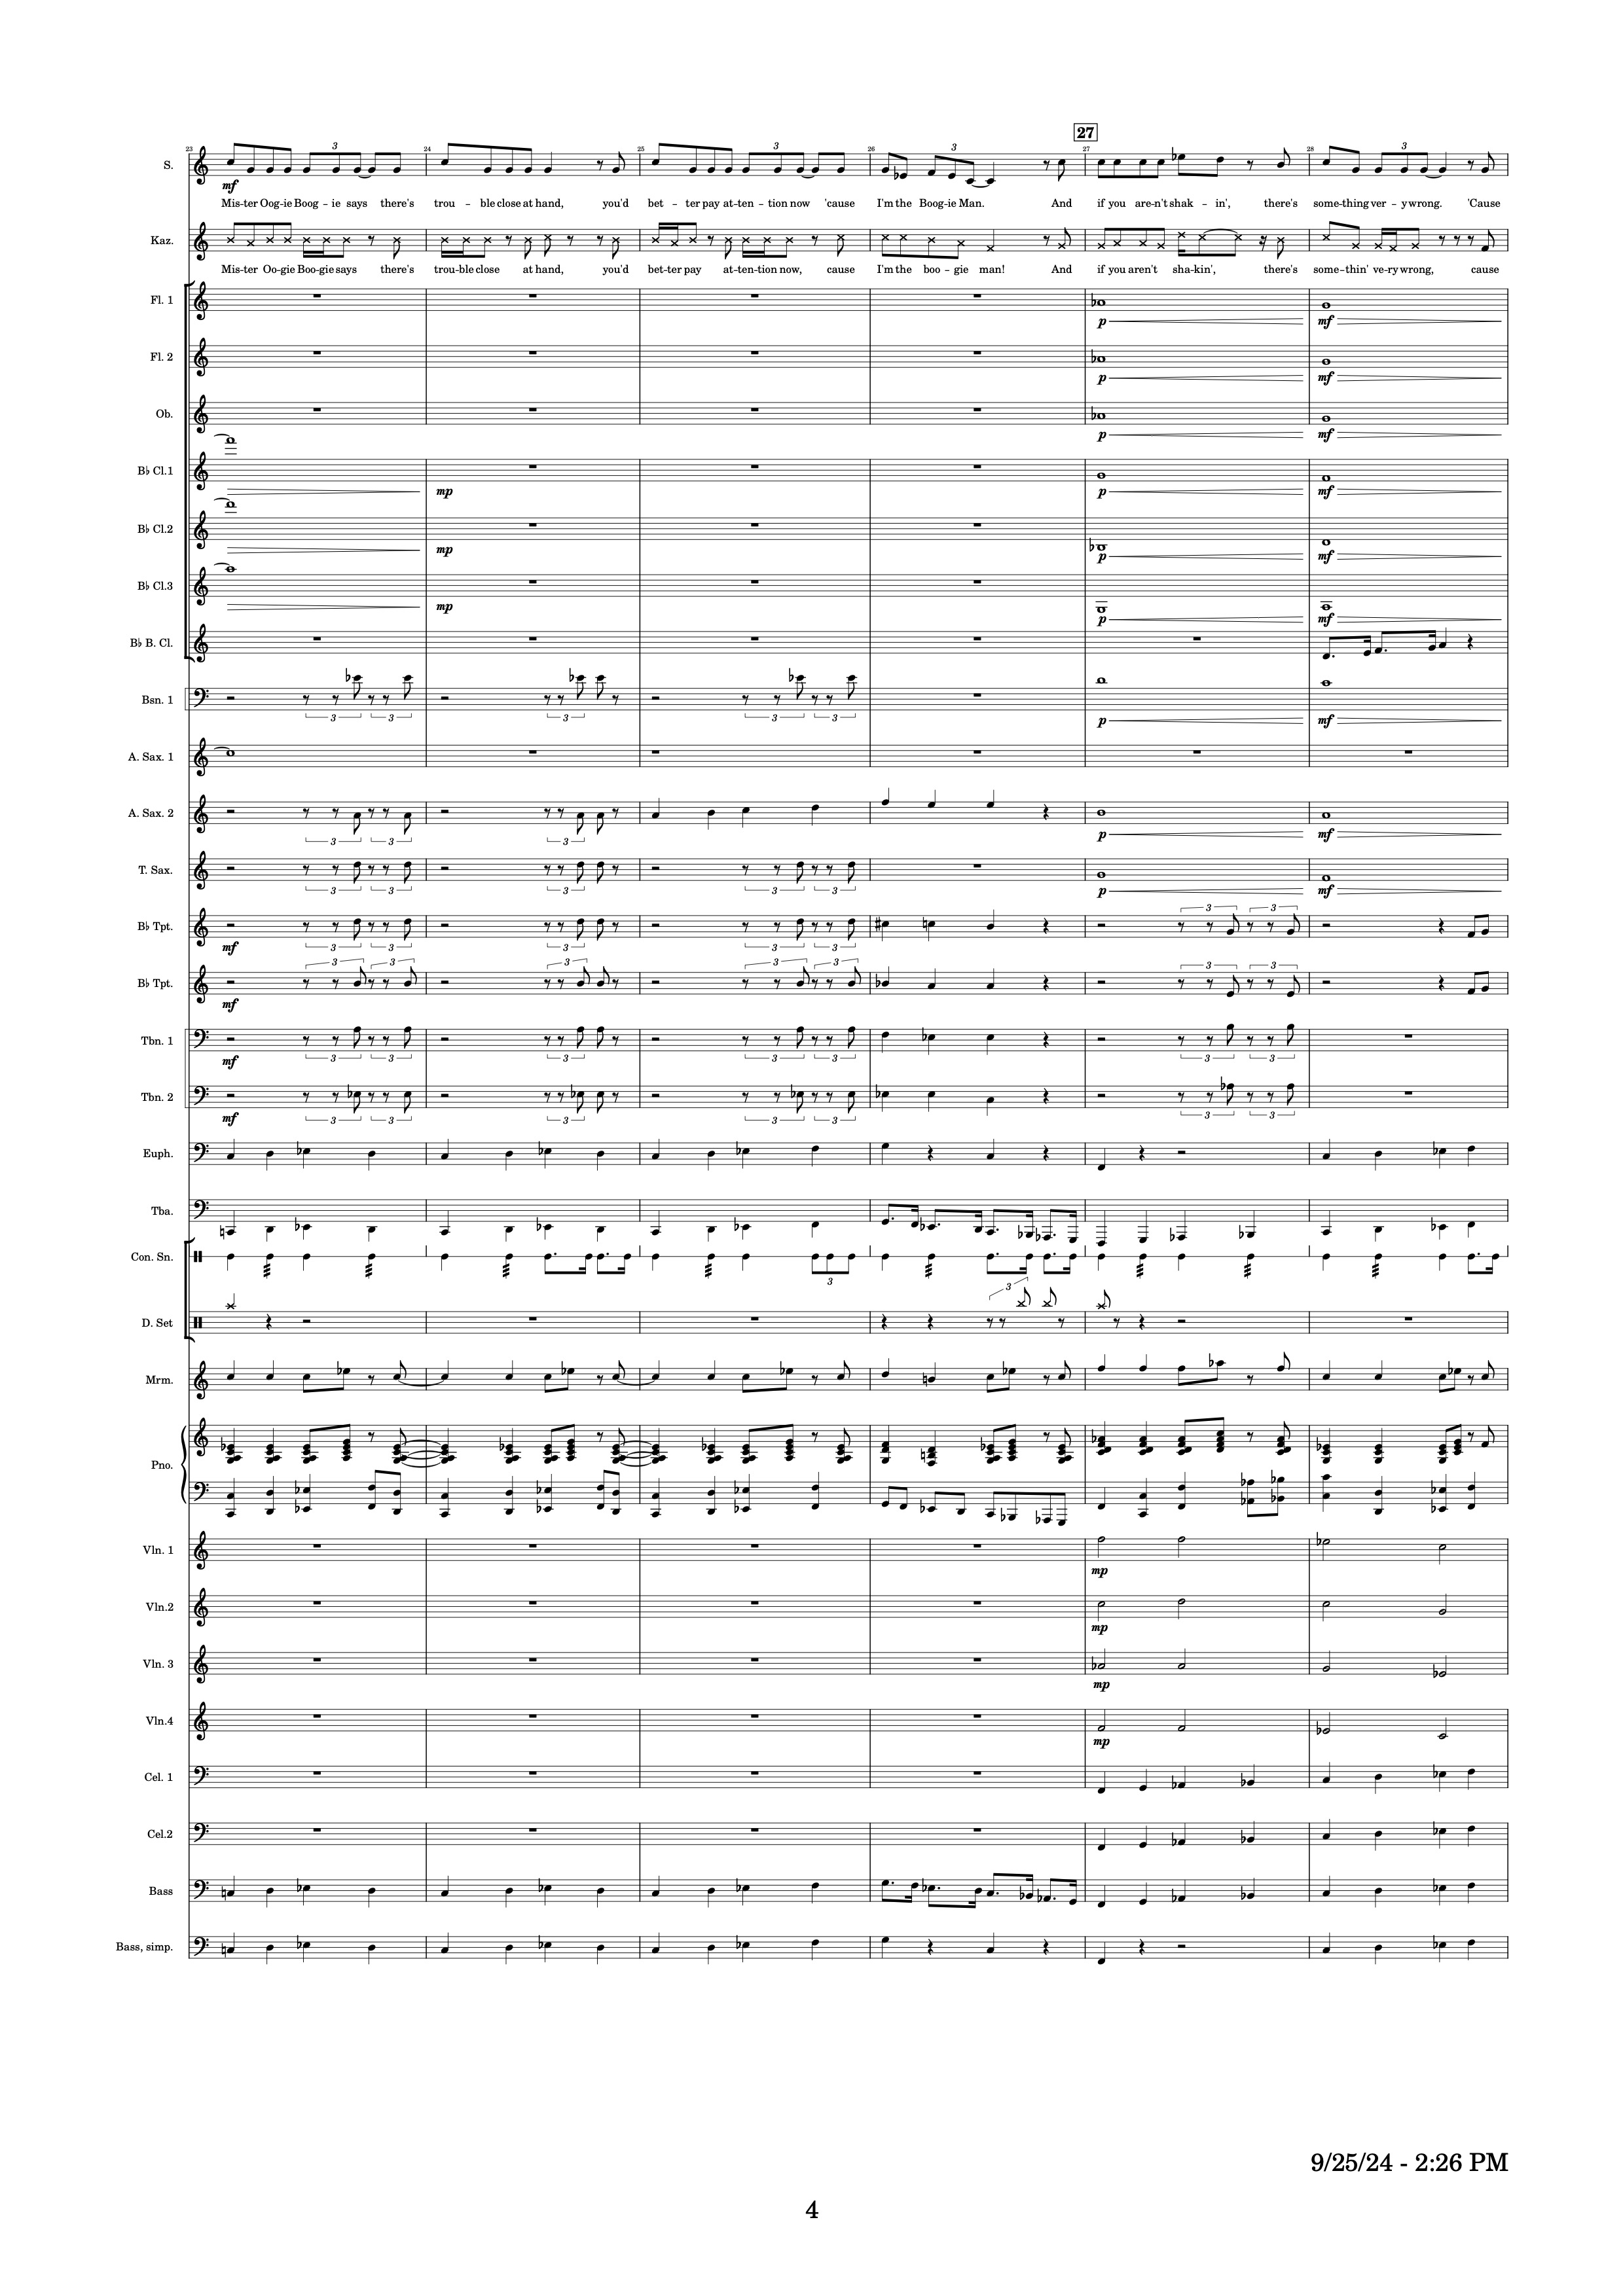 27
23 24 25 26 27 28
S.
3 3 3 3 3
mf
Mis - ter Oog - ie Boog - ie says there's trou - ble close at hand, you'd bet - ter pay at - ten - tion now 'cause I'm the Boog - ie Man. And if you are - n't shak - in', there's some - thing ver - y wrong. 'Cause
Kaz.
Mis - ter Oo - gie Boo - gie says there's trou - ble close at hand, you'd bet - ter pay at - ten - tion now, cause I'm the boo - gie man! And if you aren't sha - kin', there's some - thin' ve - ry wrong, cause
Fl. 1
p mf
Fl. 2
p mf
Ob.
p mf
B♭ Cl.1
mp p mf
B♭ Cl.2
mp p mf
B♭ Cl.3
mp p mf
B♭ B. Cl.
Bsn. 1
3 3 3 3 3
p mf
A. Sax. 1
A. Sax. 2
3 3 3
p mf
T. Sax.
3 3 3 3 3
p mf
B♭ Tpt.
3 3 3 3 3 3 3
mf
B♭ Tpt.
3 3 3 3 3 3 3
mf
Tbn. 1
3 3 3 3 3 3 3
mf
Tbn. 2
3 3 3 3 3 3 3
mf
Euph.
Tba.
Con. Sn.
3
D. Set
3
Mrm.
Pno.
Vln. 1
mp
Vln.2
mp
Vln. 3
mp
Vln.4
mp
Cel. 1
Cel.2
Bass
Bass, simp.
9/25/24 - 2:26 PM
4